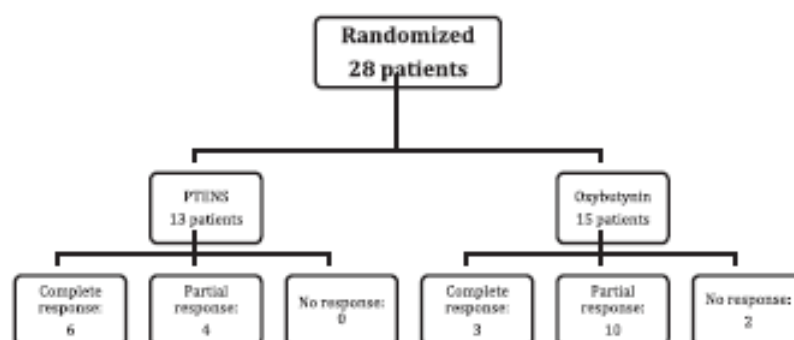 Randomized
28 patients
PTENS
13 patients
Oxybutynin
15 patients
Complete
response:
6
Partial
response:
4
No response:
0
Complete
response:
3
Partial
response:
10
No response:
2